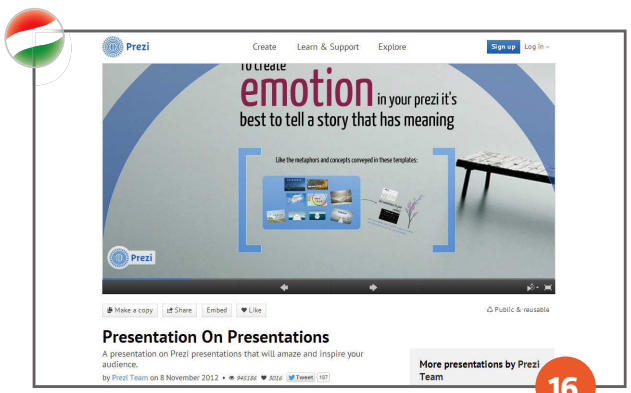 Prezi
Create Learn & Support Explore Sign up Log in
To create
emotion in your prezi it's
best to tell a story that has meaning
Like the metaphors and concepts conveyed in these templates:
Prezi
Make a copy Share Embed Like Public & reusable
Presentation On Presentations
A presentation on Prezi presentations that will amaze and inspire your
audience.
by Prezi Team on 8 November 2012 • 945186 3016 Tweet 187
More presentations by Prezi
Team
16